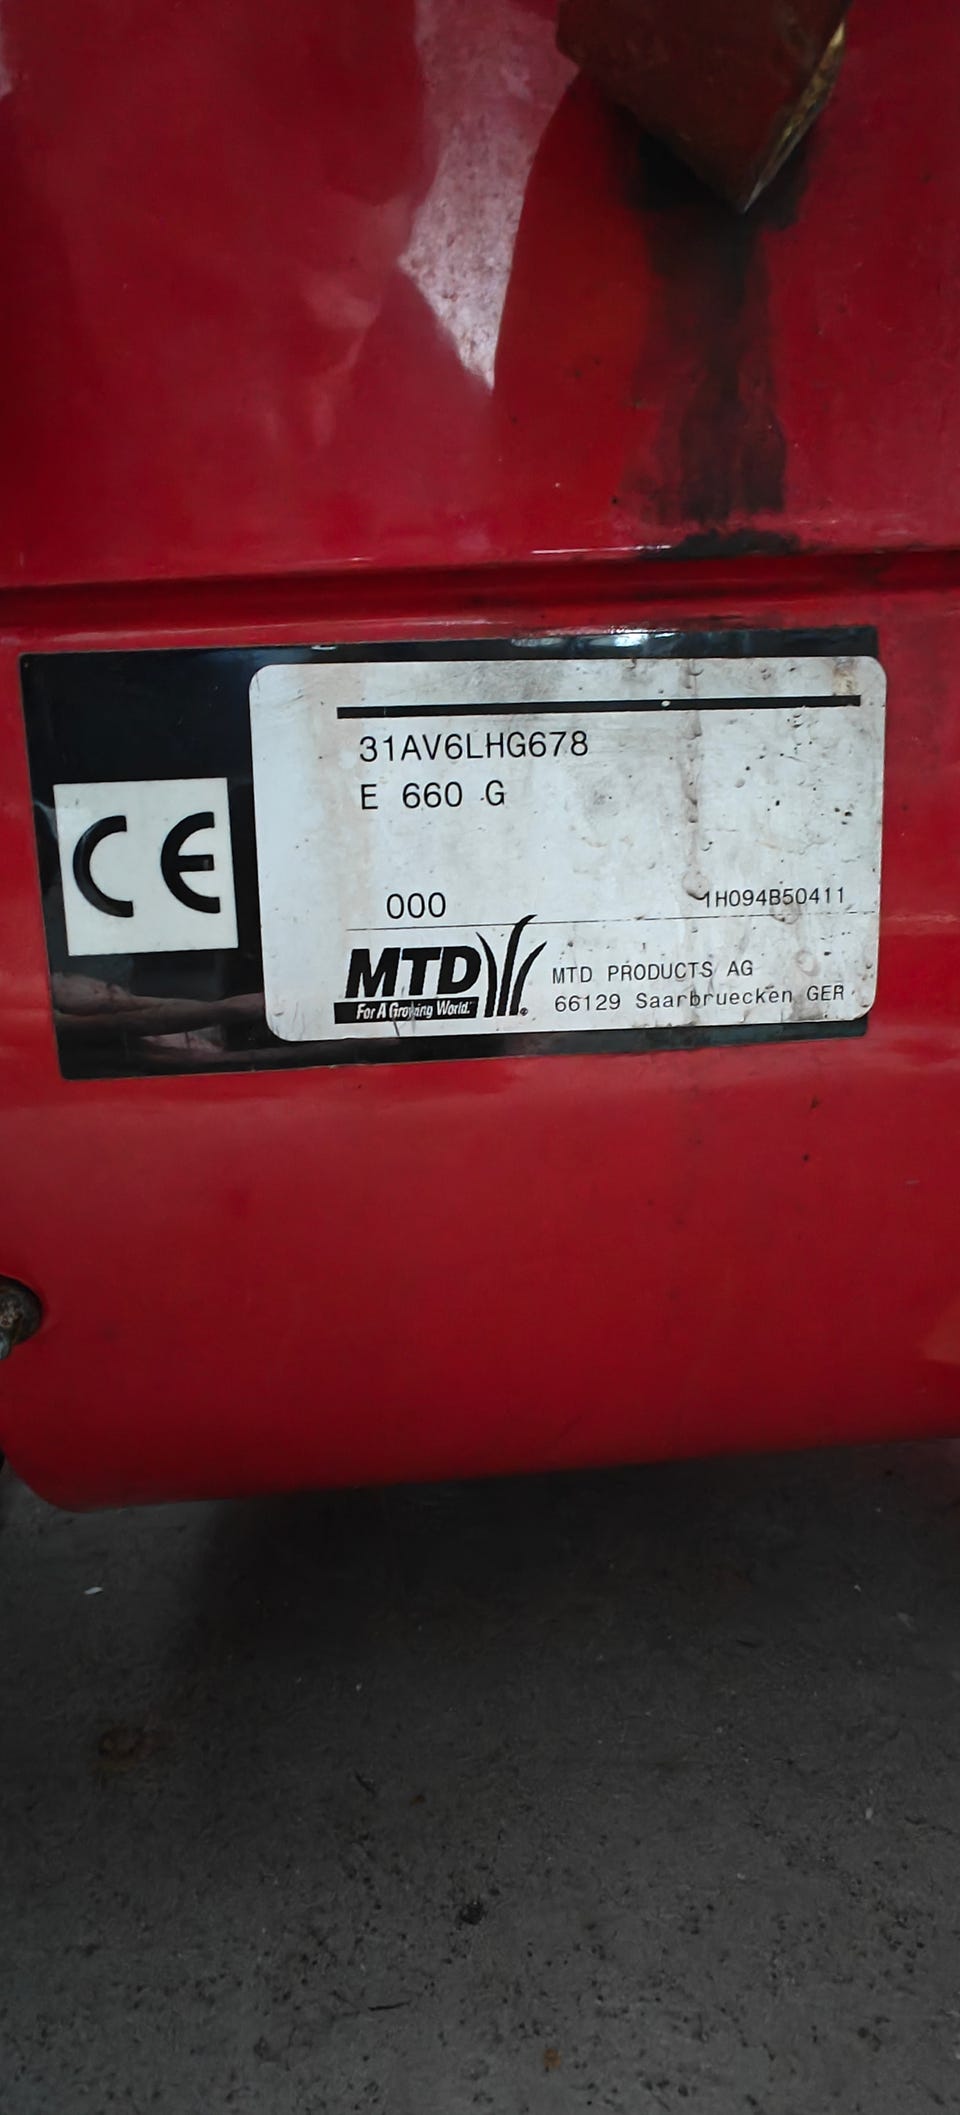 CE
31AV6LHG678
E 660 G
000
1H094B50411
MTD
For A Growing World.
MTD PRODUCTS AG
66129 Saarbruecken GER